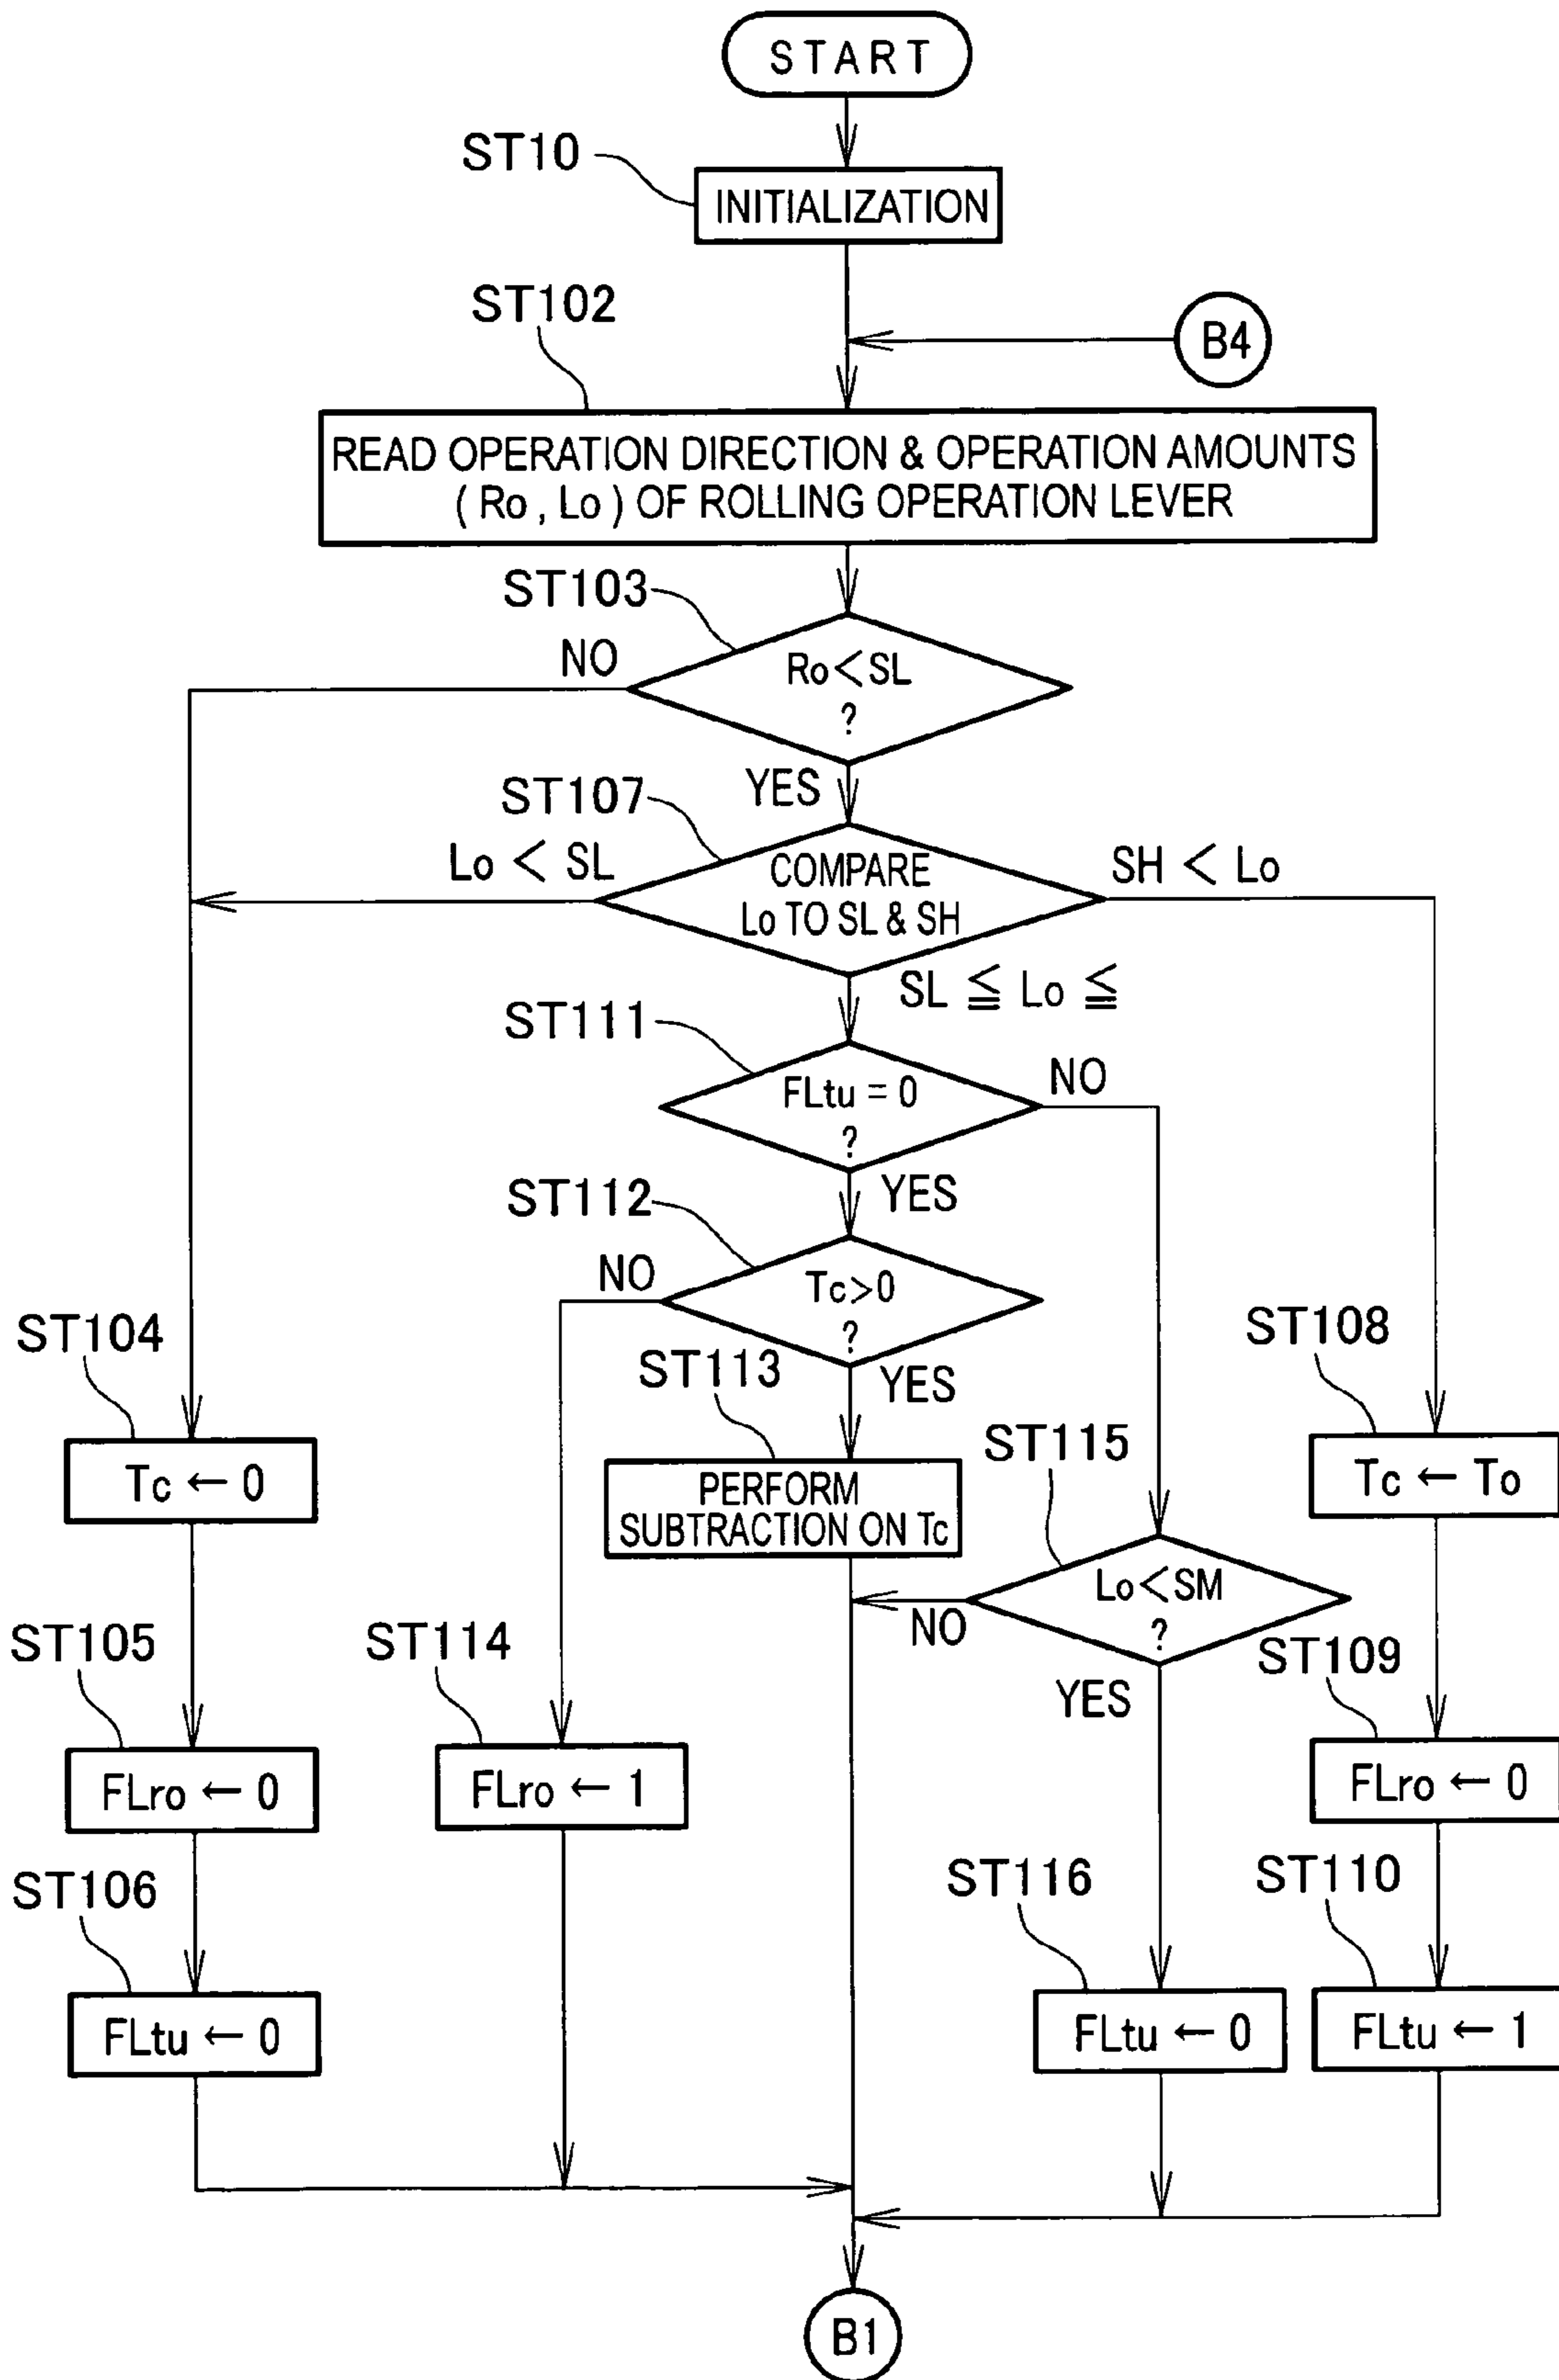 START
ST10
INITIALIZATION
ST102
B4
READ OPERATION DIRECTION & OPERATION AMOUNTS
( Ro , Lo ) OF ROLLING OPERATION LEVER
ST103
NO
Ro < SL
?
YES
ST107
Lo < SL
COMPARE
Lo TO SL & SH
SH < Lo
SL ≦ Lo ≦
ST111
FLtu = 0
?
NO
YES
ST112
NO
Tc>0
?
YES
ST104
ST113
ST108
Tc ← 0
PERFORM
SUBTRACTION ON Tc
ST115
Tc ← To
Lo < SM
?
NO
YES
ST105
ST114
ST109
FLro ← 0
FLro ← 1
FLro ← 0
ST106
ST116
ST110
FLtu ← 0
FLtu ← 0
FLtu ← 1
B1